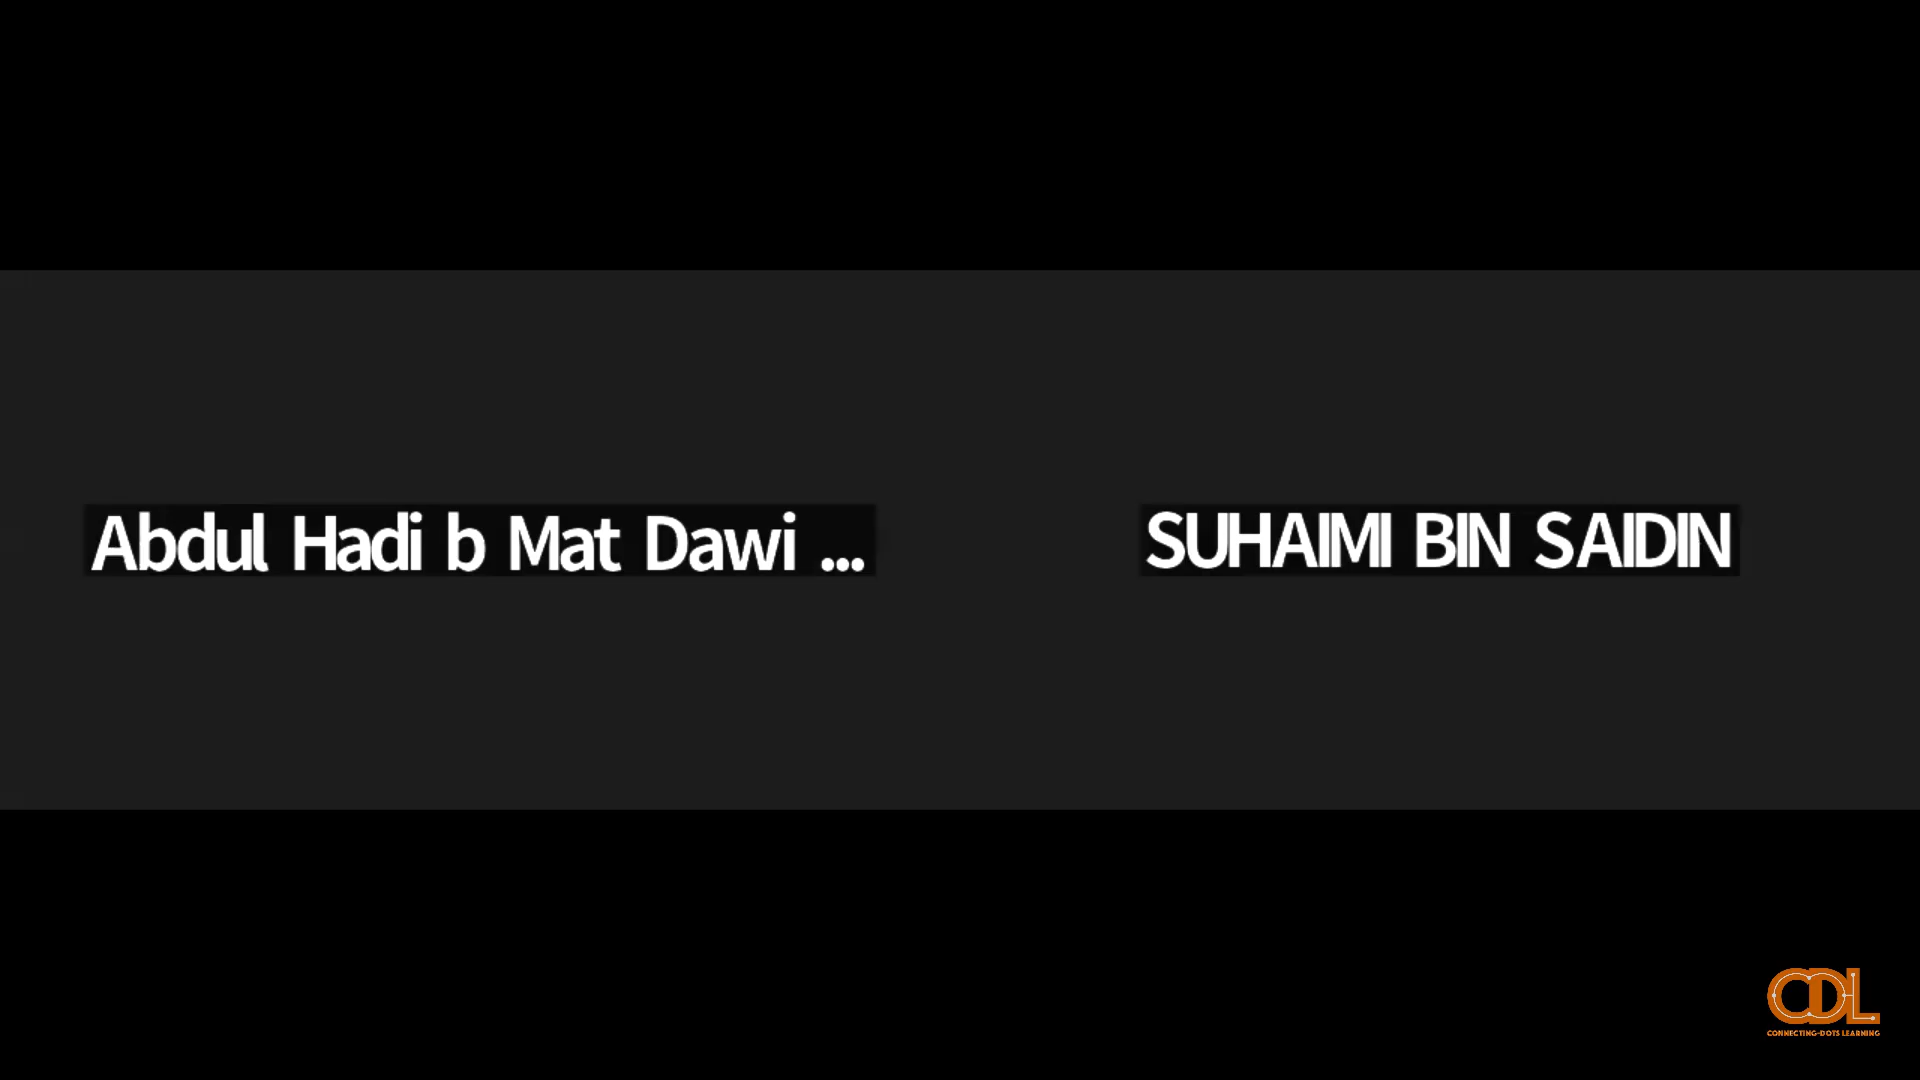 Abdul Hadi b Mat Dawi ...
SUHAIMI BIN SAIDIN
CDL
CONNECTING-DOTS LEARNING